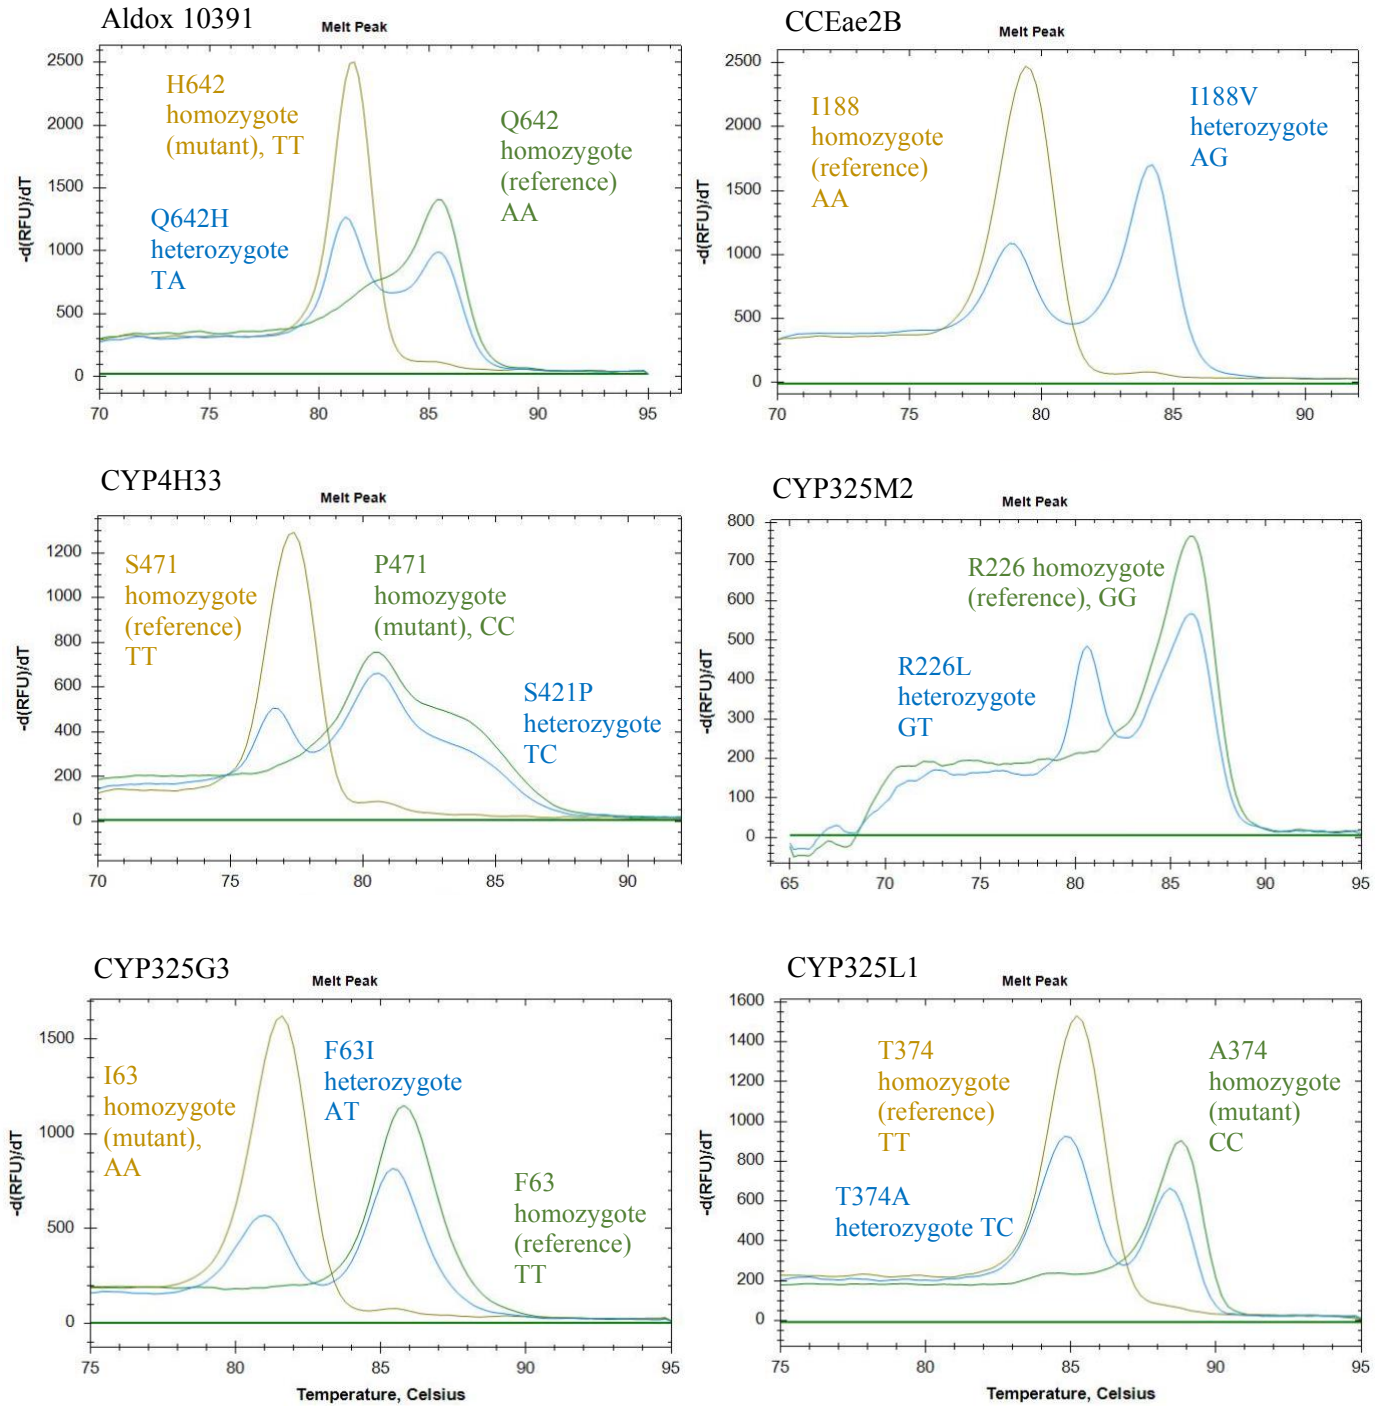 Aldox 10391
Melt Peak
-d(RFU)/dT
2500
2000
1500
1000
500
0
H642
homozygote
(mutant), TT
Q642
homozygote
(reference)
AA
Q642H
heterozygote
TA
70 75 80 85 90 95
CCEae2B
Melt Peak
-d(RFU)/dT
2500
2000
1500
1000
500
0
I188
homozygote
(reference)
AA
I188V
heterozygote
AG
70 75 80 85 90
CYP4H33
Melt Peak
-d(RFU)/dT
1200
1000
800
600
400
200
0
S471
homozygote
(reference)
TT
P471
homozygote
(mutant), CC
S421P
heterozygote
TC
70 75 80 85 90
CYP325M2
Melt Peak
-d(RFU)/dT
800
700
600
500
400
300
200
100
0
R226 homozygote
(reference), GG
R226L
heterozygote
GT
65 70 75 80 85 90 95
CYP325G3
Melt Peak
-d(RFU)/dT
1500
1000
500
0
I63
homozygote
(mutant),
AA
F63I
heterozygote
AT
F63
homozygote
(reference)
TT
75 80 85 90 95
Temperature, Celsius
CYP325L1
Melt Peak
-d(RFU)/dT
1600
1400
1200
1000
800
600
400
200
0
T374
homozygote
(reference)
TT
A374
homozygote
(mutant)
CC
T374A
heterozygote TC
75 80 85 90 95
Temperature, Celsius